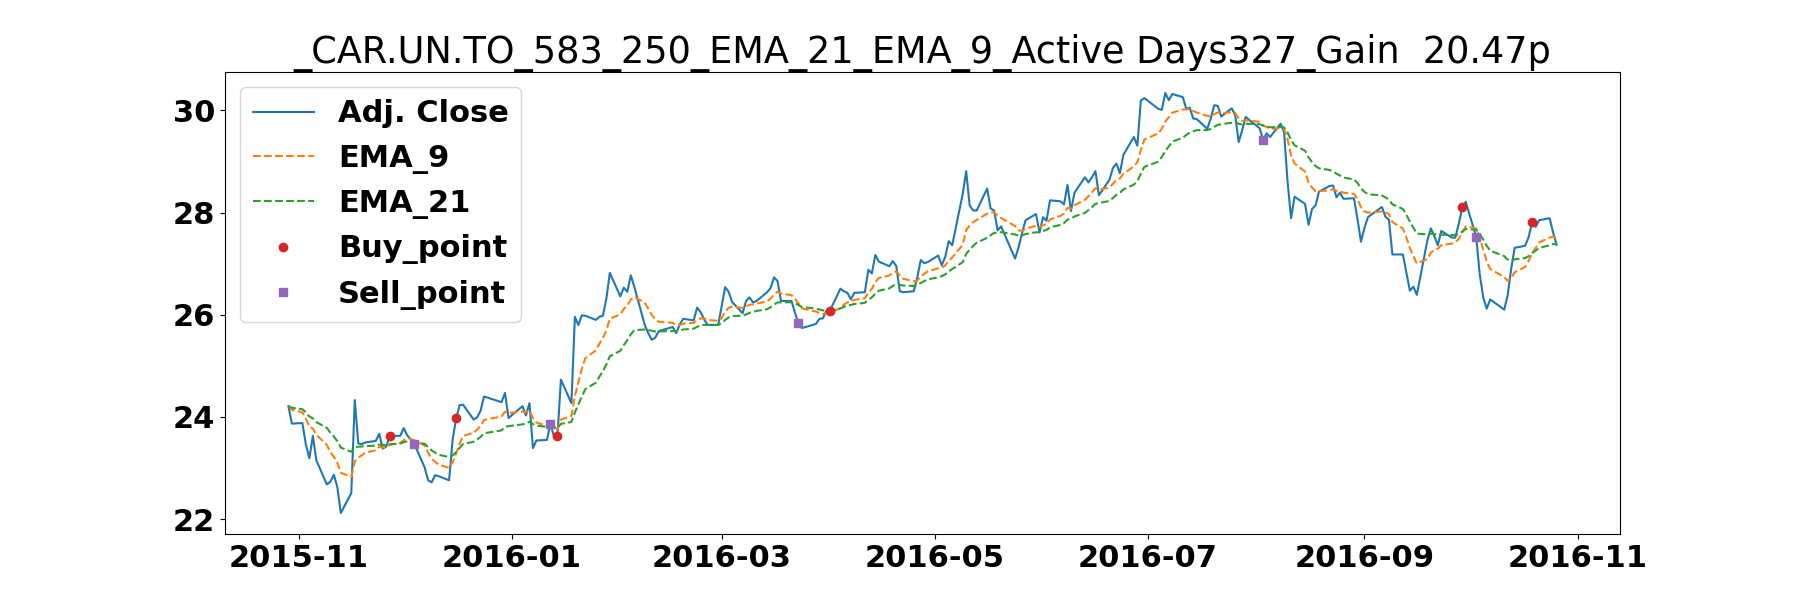 _CAR.UN.TO_583_250_EMA_21_EMA_9_Active Days327_Gain  20.47p
30
28
26
24
22
Adj. Close
EMA_9
EMA_21
Buy_point
Sell_point
2015-11 2016-01 2016-03 2016-05 2016-07 2016-09 2016-11